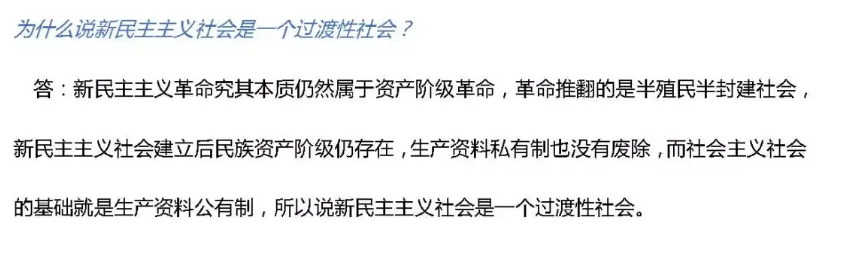 为什么说新民主主义社会是一个过渡性社会？
答：新民主主义革命究其本质仍然属于资产阶级革命，革命推翻的是半殖民半封建社会，
新民主主义社会建立后民族资产阶级仍存在，生产资料私有制也没有废除，而社会主义社会
的基础就是生产资料公有制，所以说新民主主义社会是一个过渡性社会。